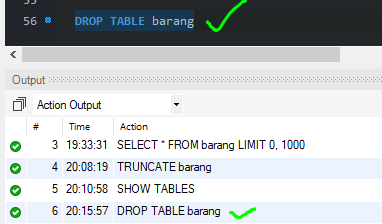 56 DROP TABLE barang
Output
Action Output
# Time Action
3 19:33:31 SELECT * FROM barang LIMIT 0, 1000
4 20:08:19 TRUNCATE barang
5 20:10:58 SHOW TABLES
6 20:15:57 DROP TABLE barang